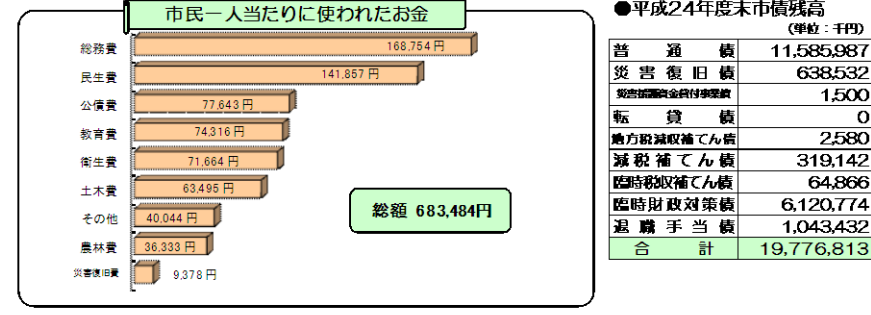 市民一人当たりに使われたお金
総務費 168,754円
民生費 141,857円
公債費 77,643円
教育費 74,316円
衛生費 71,664円
土木費 63,495円
その他 40,044円
農林費 36,333円
災害復旧費 9,378円
総額 683,484円
●平成24年度末市債残高
(単位:千円)
普通債 11,585,987
災害復旧債 638,532
災害援護資金貸付事業債 1,500
転貸債 0
地方税減収補てん債 2,580
減税補てん債 319,142
臨時税収補てん債 64,866
臨時財政対策債 6,120,774
退職手当債 1,043,432
合計 19,776,813